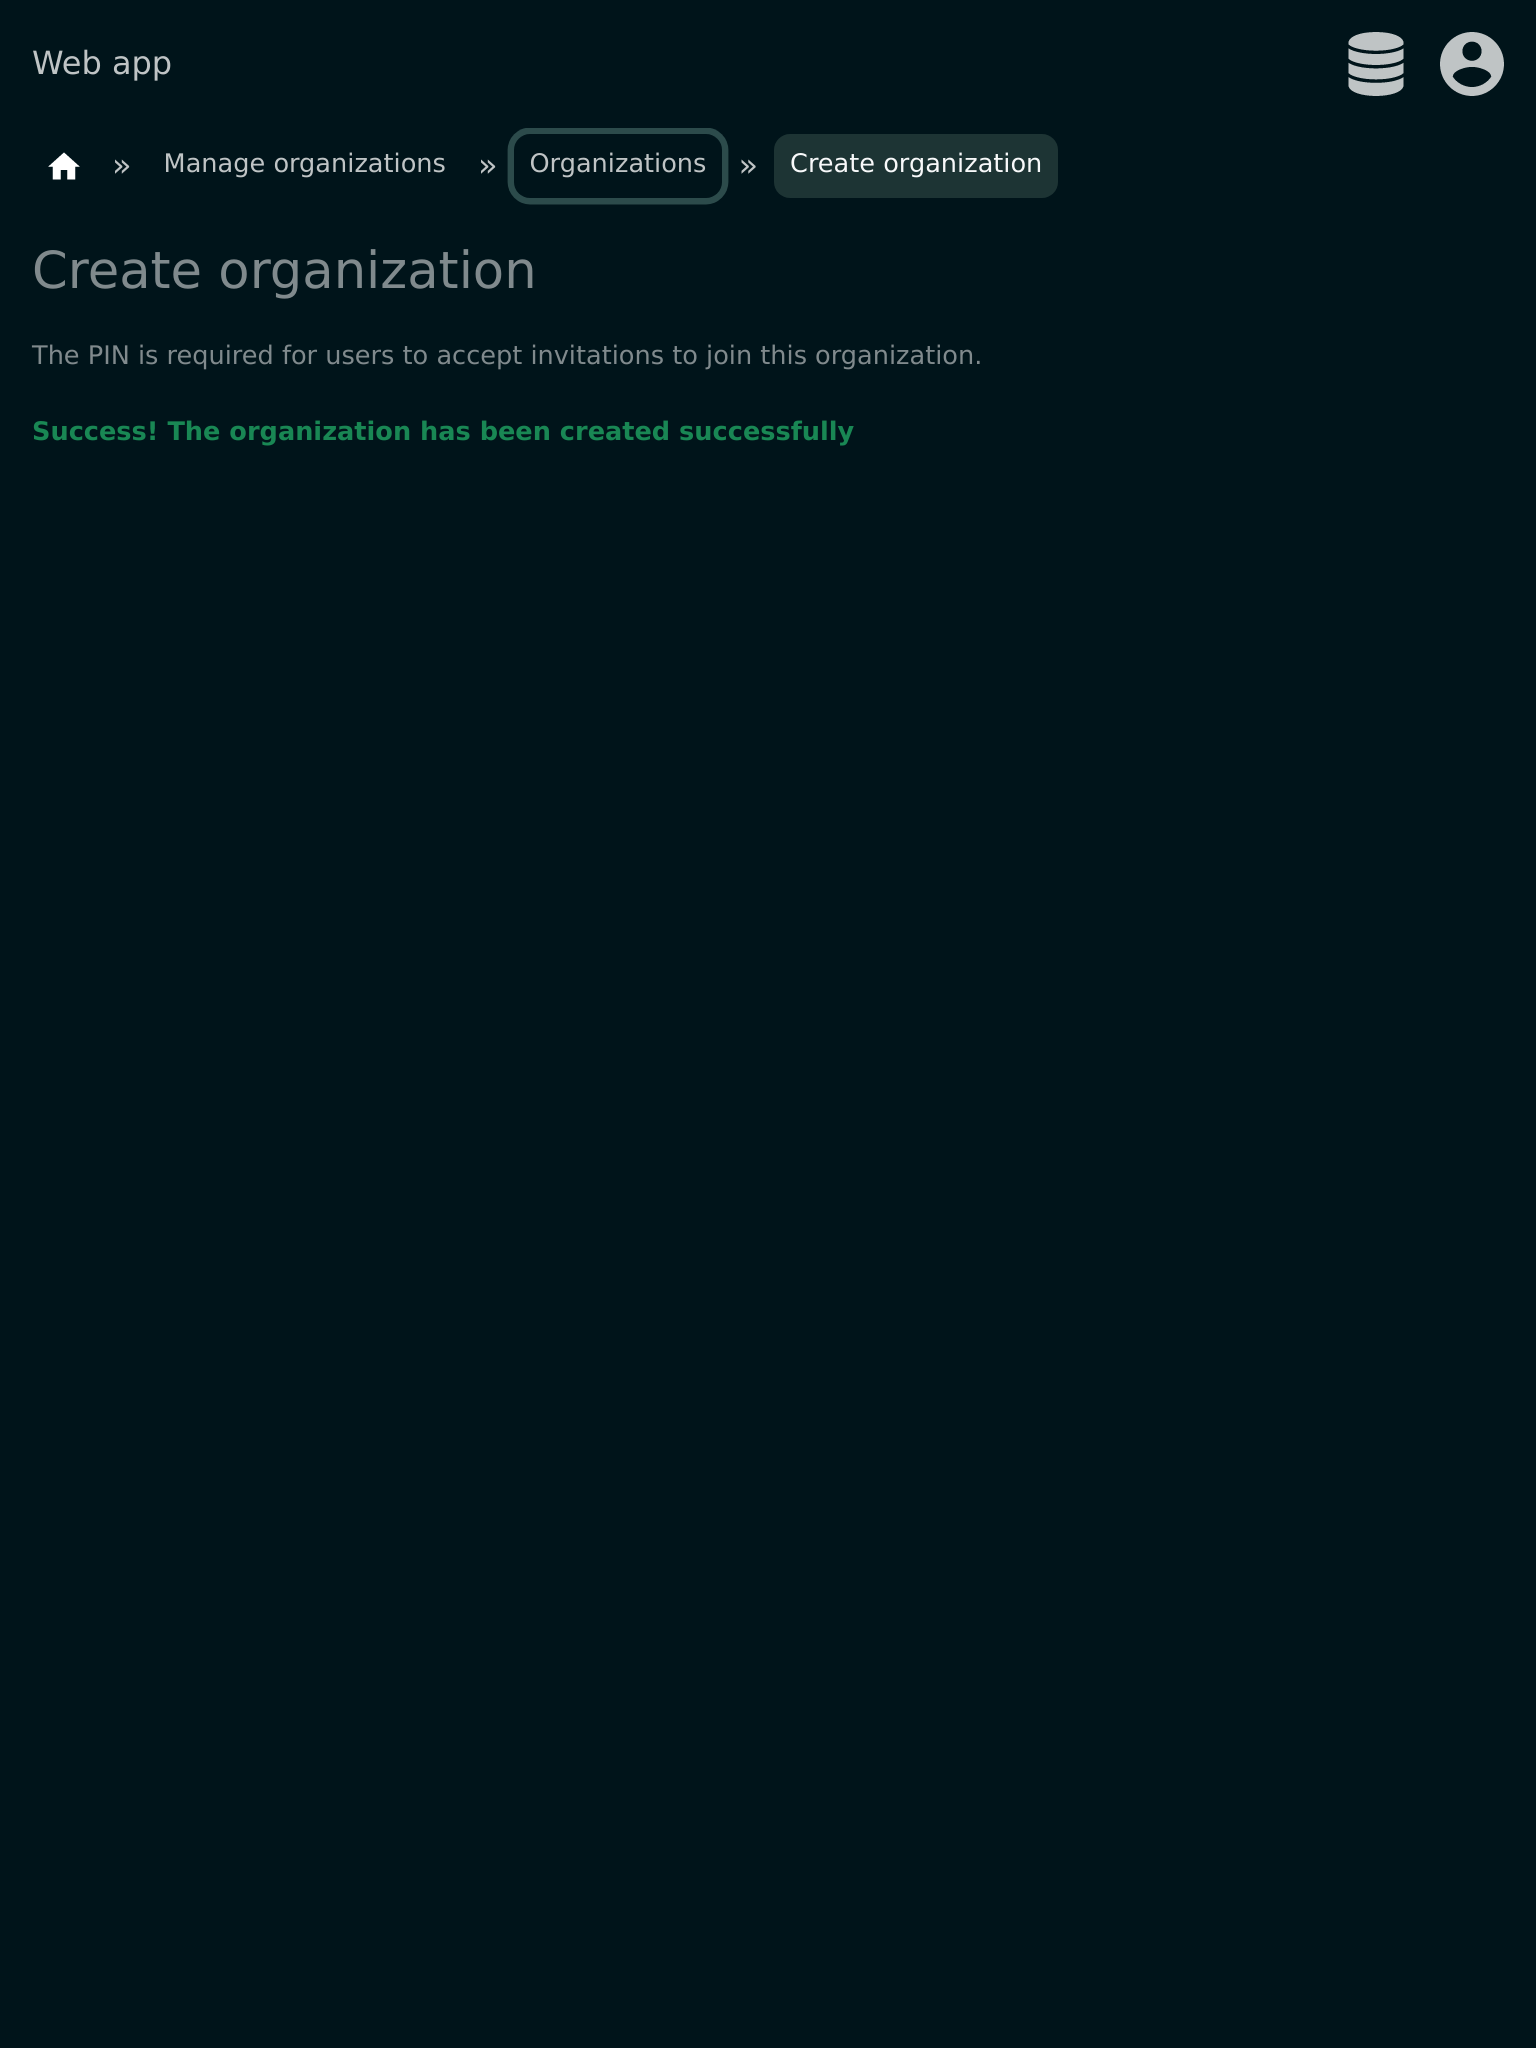 Web app
» Manage organizations » Organizations » Create organization
Create organization
The PIN is required for users to accept invitations to join this organization.
Success! The organization has been created successfully